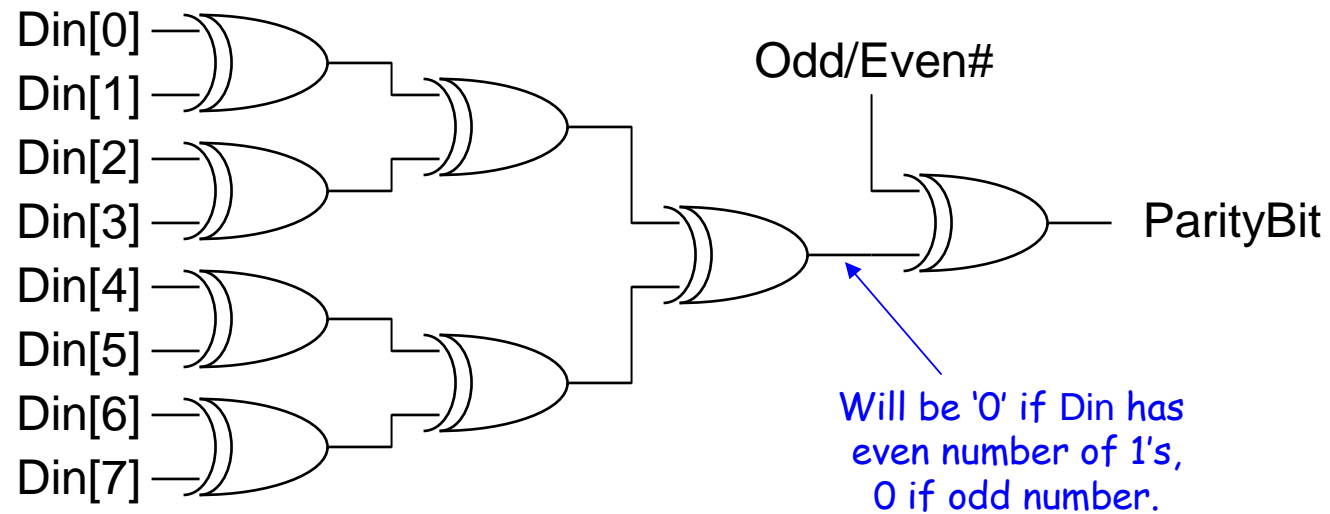 Din[0]
Din[1]
Din[2]
Din[3]
Din[4]
Din[5]
Din[6]
Din[7]
Odd/Even#
ParityBit
Will be ‘0’ if Din has
even number of 1’s,
0 if odd number.